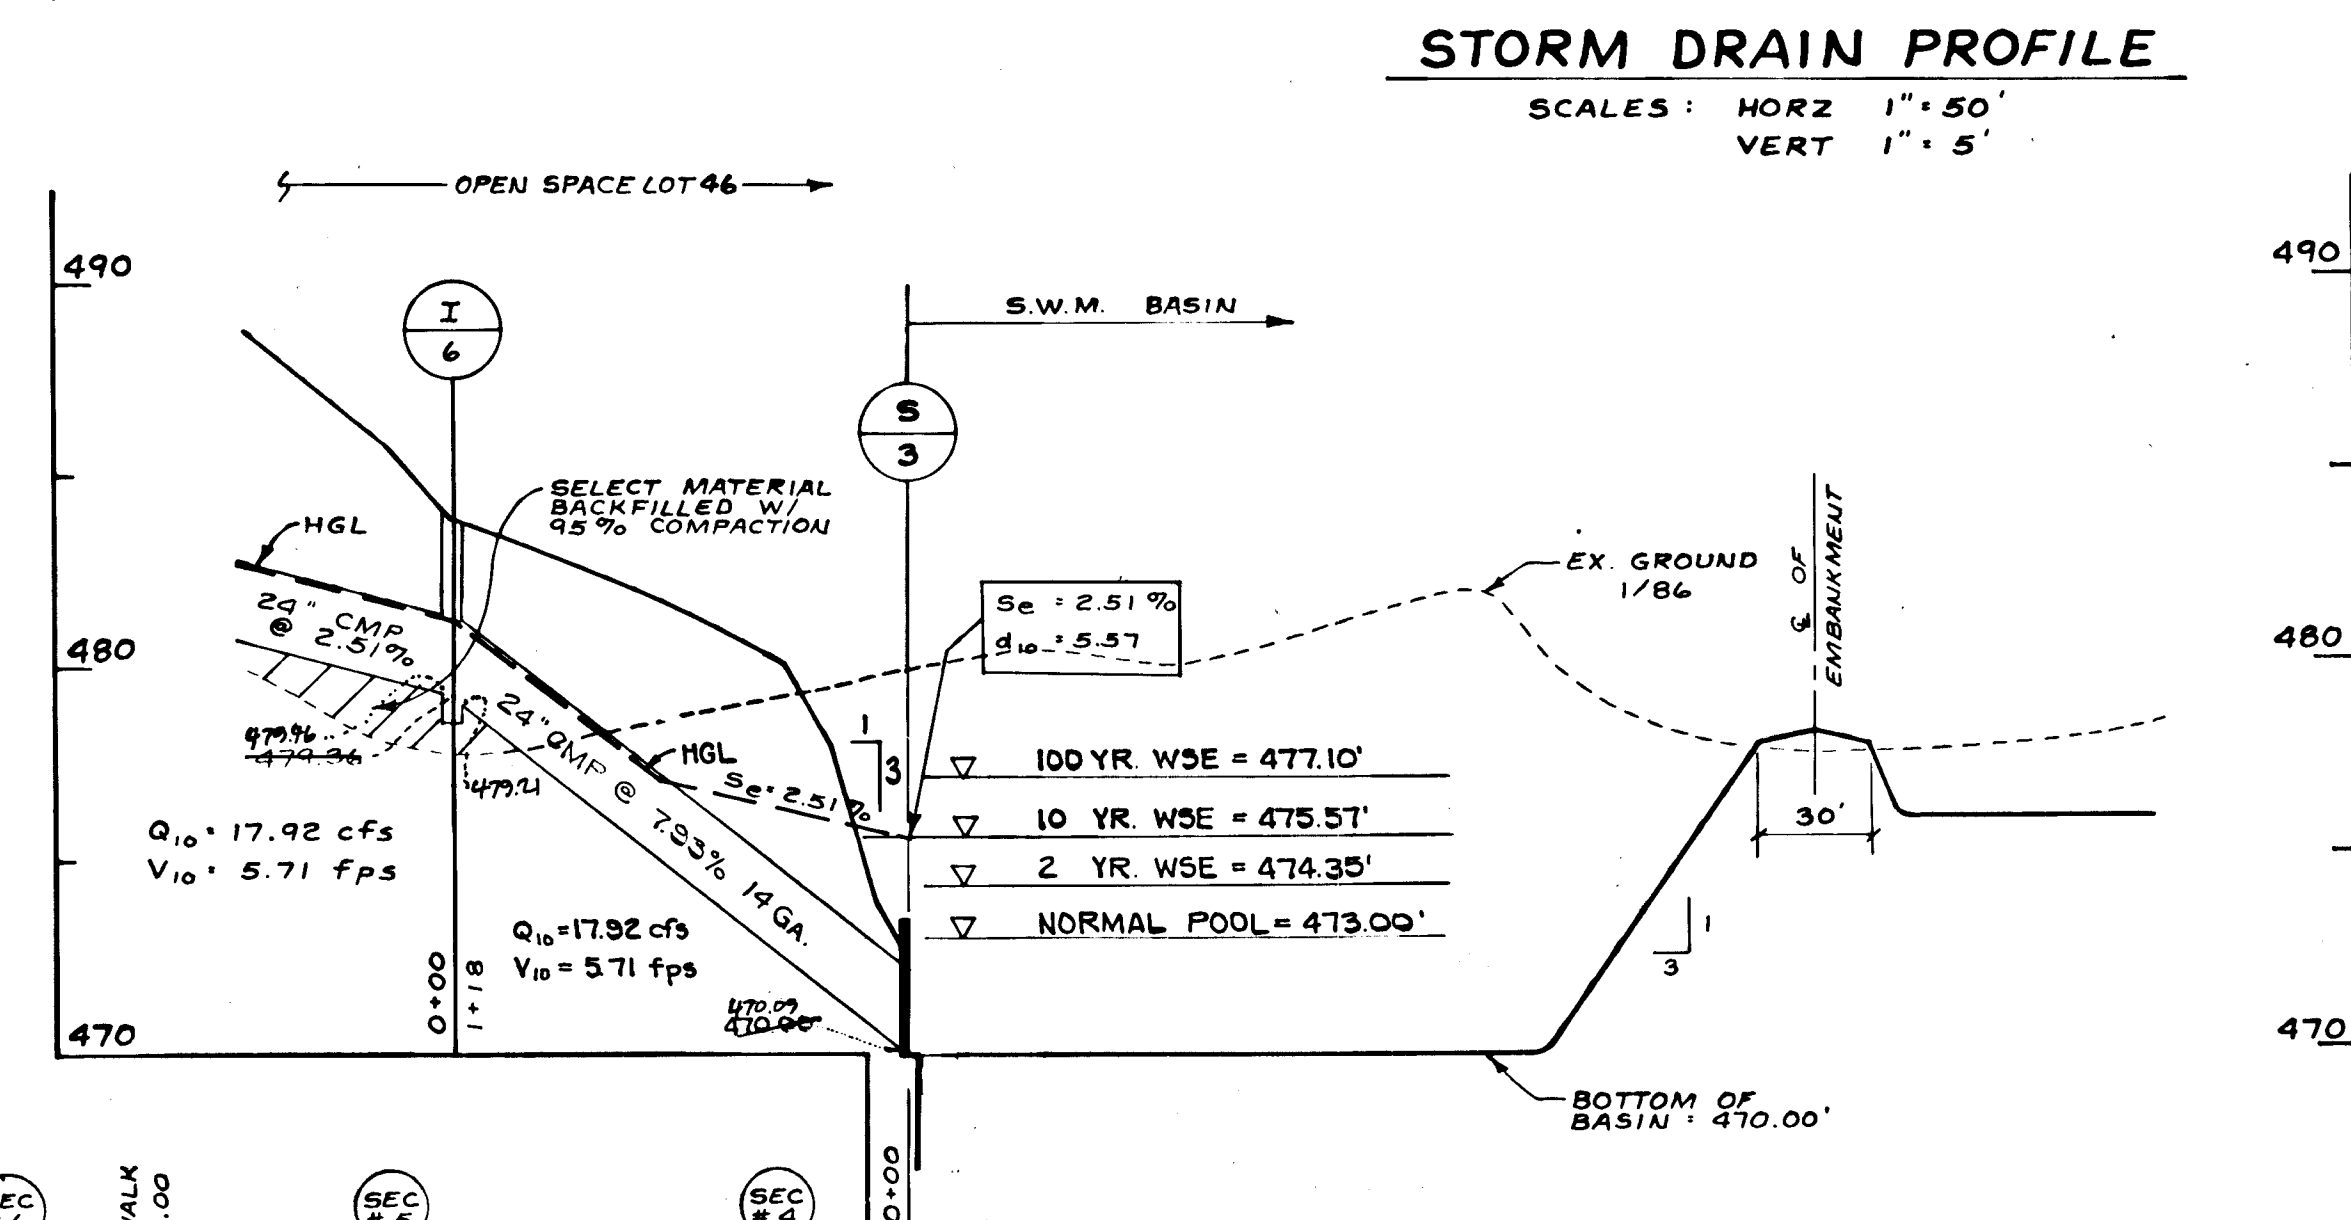 STORM DRAIN PROFILE
SCALES : HORZ 1" = 50'
VERT 1" = 5'
OPEN SPACE LOT 46
490
490
I
6
S.W.M. BASIN
S
3
SELECT MATERIAL
BACKFILLED W/
95% COMPACTION
HGL
EX. GROUND
1/86
℄ OF
EMBANKMENT
Se = 2.51%
d10 = 5.57
24" CMP
@ 2.51%
480
480
24" CMP @ 7.93% 14 GA.
479.96
479.36
479.21
HGL
Se = 2.51%
1
3
100 YR. WSE = 477.10'
10 YR. WSE = 475.57'
2 YR. WSE = 474.35'
NORMAL POOL = 473.00'
30'
1
3
Q10 = 17.92 cfs
V10 = 5.71 fps
Q10 = 17.92 cfs
V10 = 5.71 fps
0+00
1+18
470.09
470
470
BOTTOM OF
BASIN = 470.00'
0+00
SEC
# 5
SEC
# 4
.00